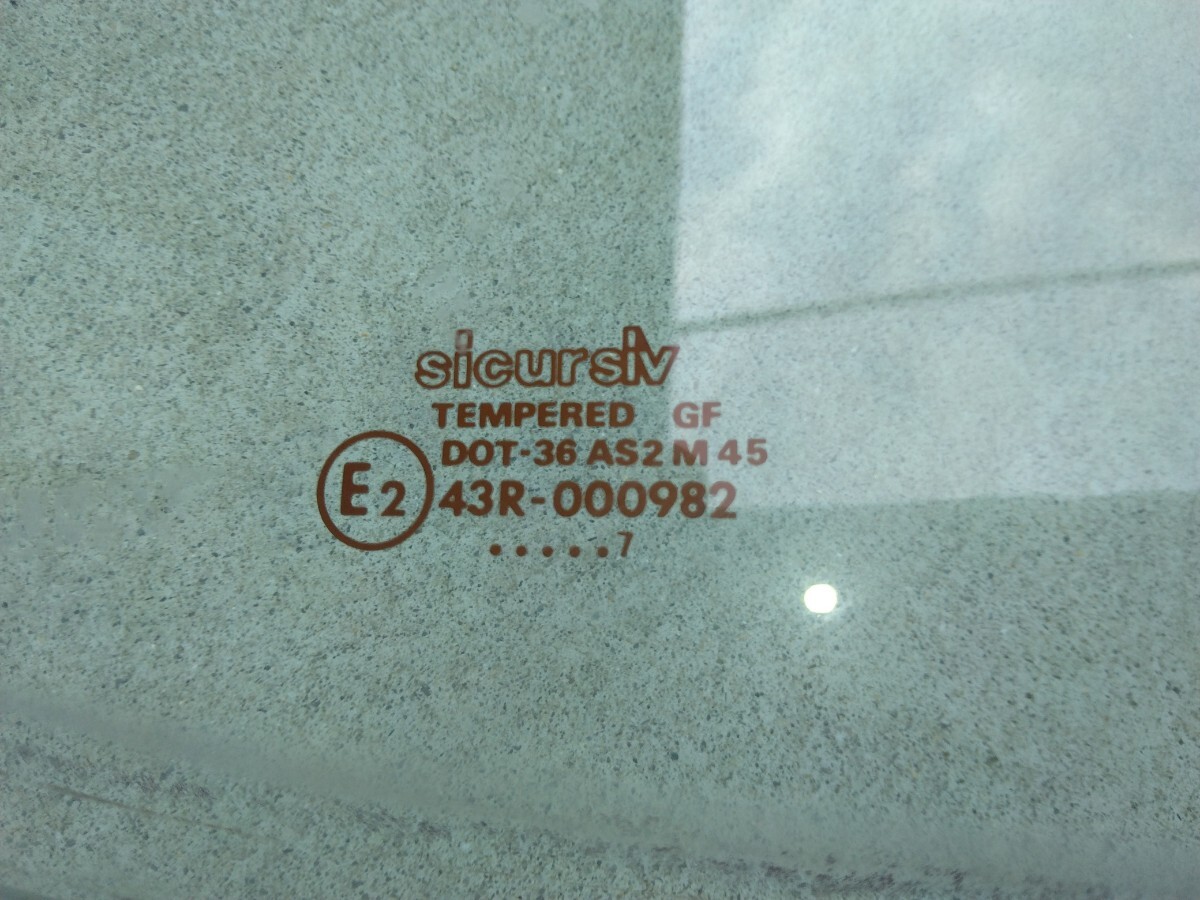 sicursiv
TEMPERED GF
DOT-36 AS2 M 45
E2 43R-000982
.....7